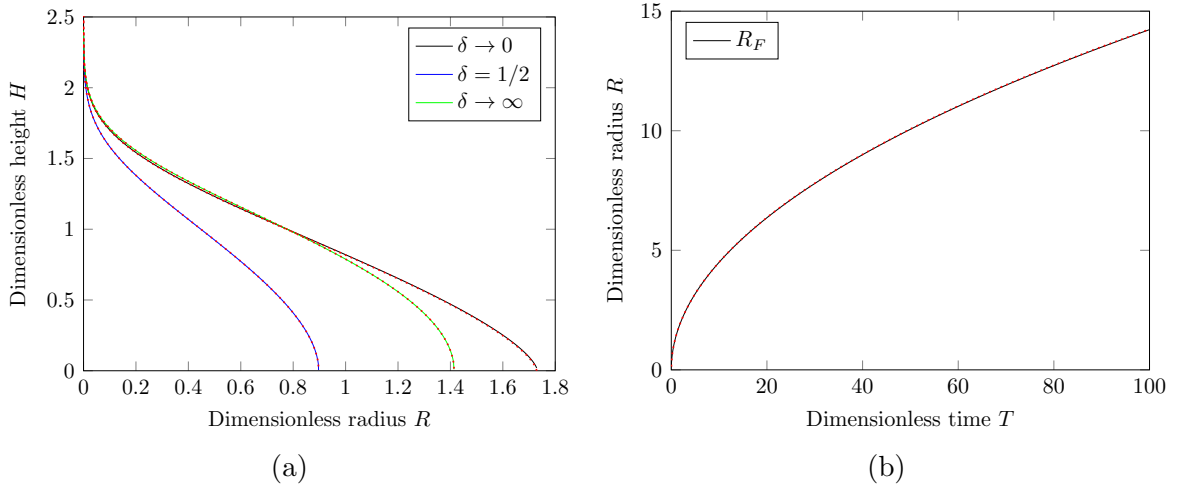 2.5
2
1.5
1
0.5
0
0 0.2 0.4 0.6 0.8 1 1.2 1.4 1.6 1.8
Dimensionless height H
Dimensionless radius R
δ → 0
δ = 1/2
δ → ∞
(a)
15
10
5
0
0 20 40 60 80 100
Dimensionless radius R
Dimensionless time T
R_F
(b)